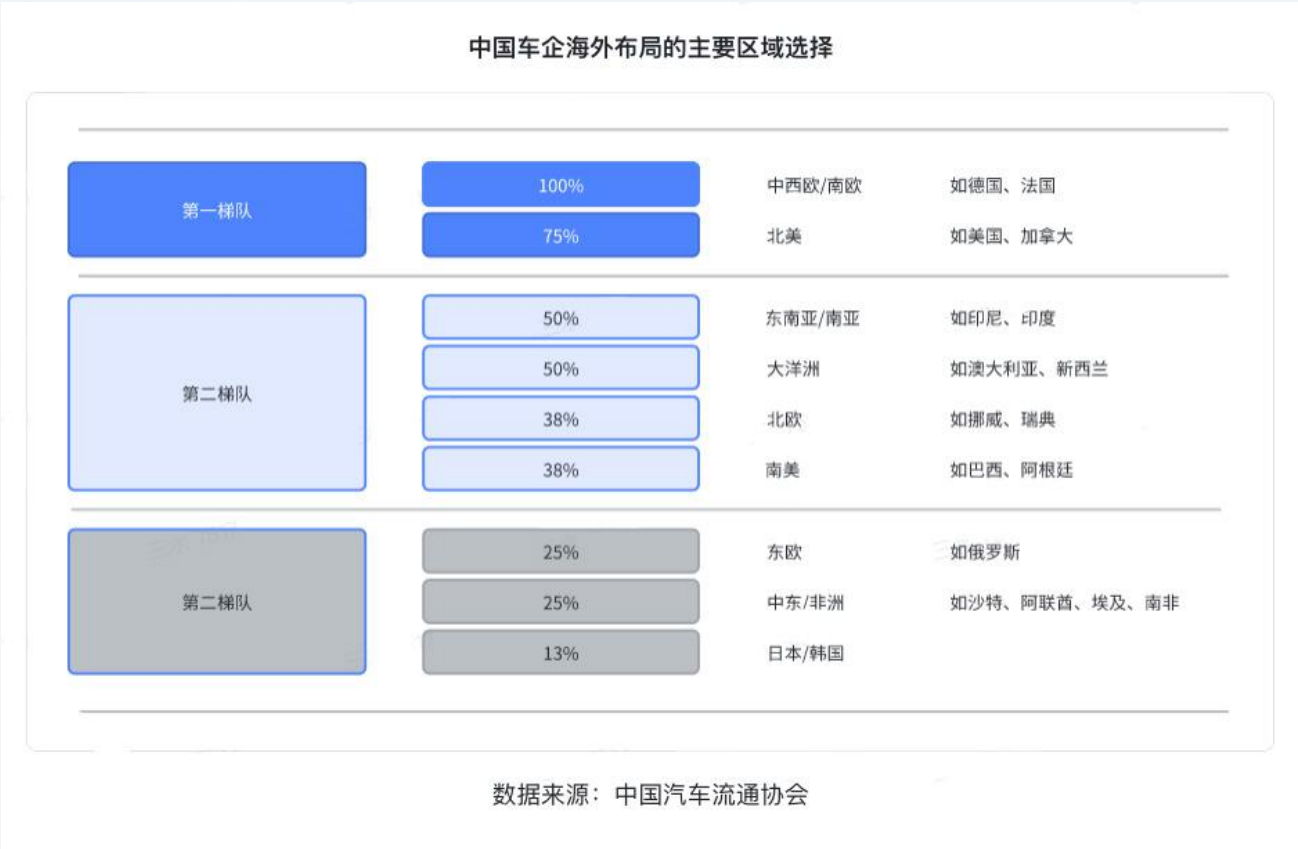 中国车企海外布局的主要区域选择
第一梯队
100% 中西欧/南欧 如德国、法国
75% 北美 如美国、加拿大
第二梯队
50% 东南亚/南亚 如印尼、印度
50% 大洋洲 如澳大利亚、新西兰
38% 北欧 如挪威、瑞典
38% 南美 如巴西、阿根廷
第二梯队
25% 东欧 如俄罗斯
25% 中东/非洲 如沙特、阿联酋、埃及、南非
13% 日本/韩国
数据来源：中国汽车流通协会